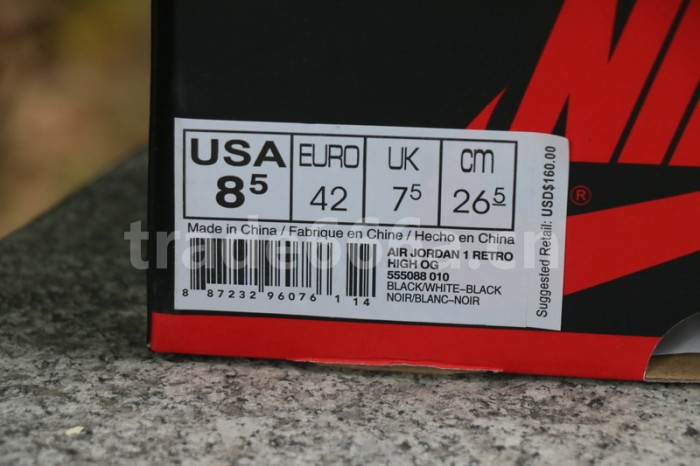 NIKE
®
USA EURO UK cm
8⁵ 42 7⁵ 26⁵
Made in China / Fabrique en Chine / Hecho en China
AIR JORDAN 1 RETRO
HIGH OG
555088 010
BLACK/WHITE-BLACK
NOIR/BLANC-NOIR
8 87232 96076 1 14
Suggested Retail: USD$160.00